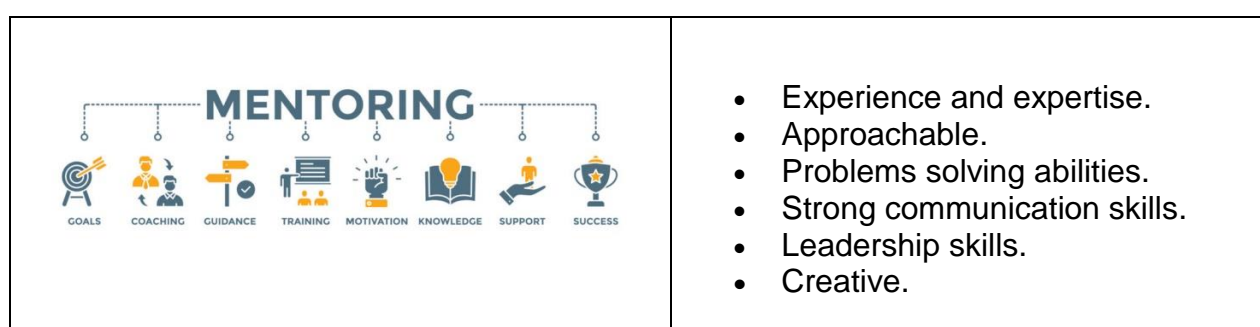 MENTORING
GOALS COACHING GUIDANCE TRAINING MOTIVATION KNOWLEDGE SUPPORT SUCCESS
• Experience and expertise.
• Approachable.
• Problems solving abilities.
• Strong communication skills.
• Leadership skills.
• Creative.